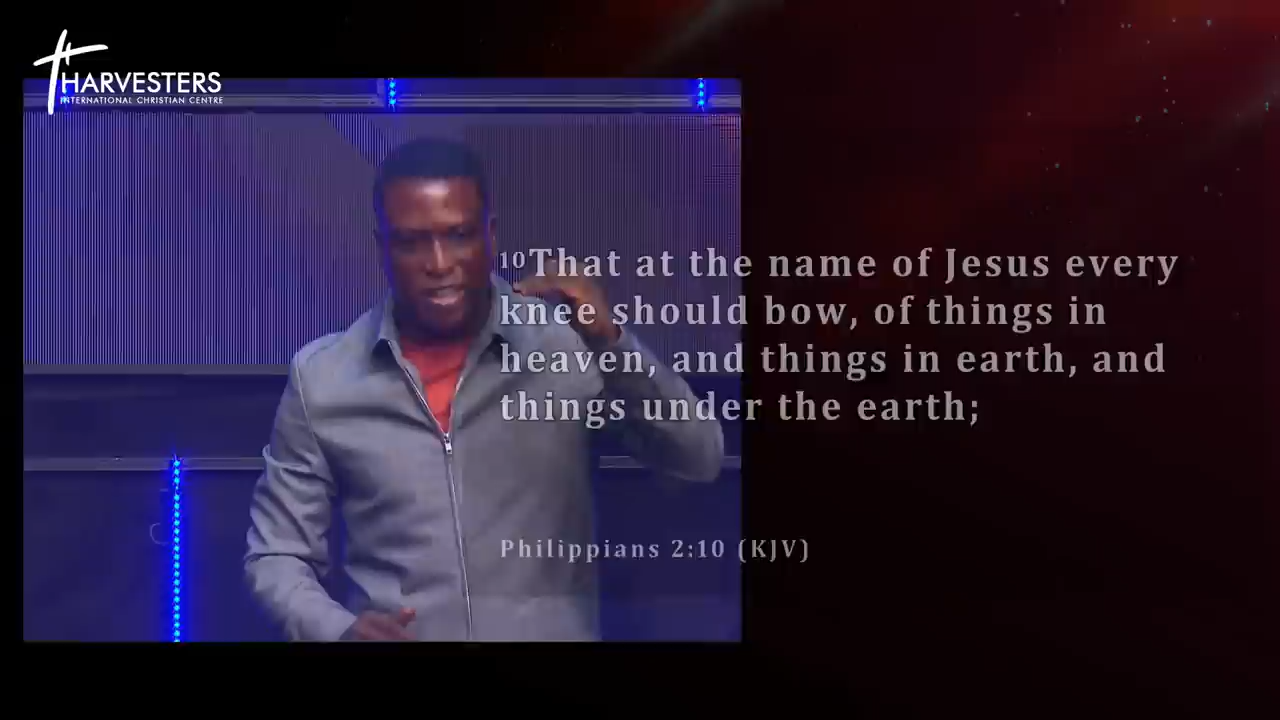 HARVESTERS
INTERNATIONAL CHRISTIAN CENTRE
10That at the name of Jesus every
knee should bow, of things in
heaven, and things in earth, and
things under the earth;
Philippians 2:10 (KJV)